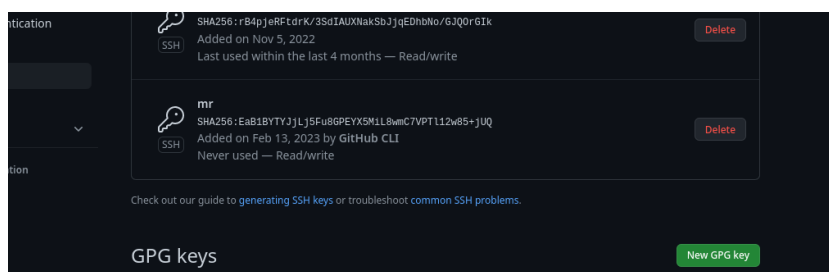 ntication
SHA256:rB4pjeRFtdrK/3SdIAUXNakSbJjqEDhbNo/GJQOrGIk
SSH
Added on Nov 5, 2022
Last used within the last 4 months — Read/write
Delete
mr
SHA256:EaB1BYTYJjLj5Fu8GPEYX5MiL8wmC7VPTl12w85+jUQ
SSH
Added on Feb 13, 2023 by GitHub CLI
Never used — Read/write
Delete
ation
Check out our guide to generating SSH keys or troubleshoot common SSH problems.
GPG keys
New GPG key